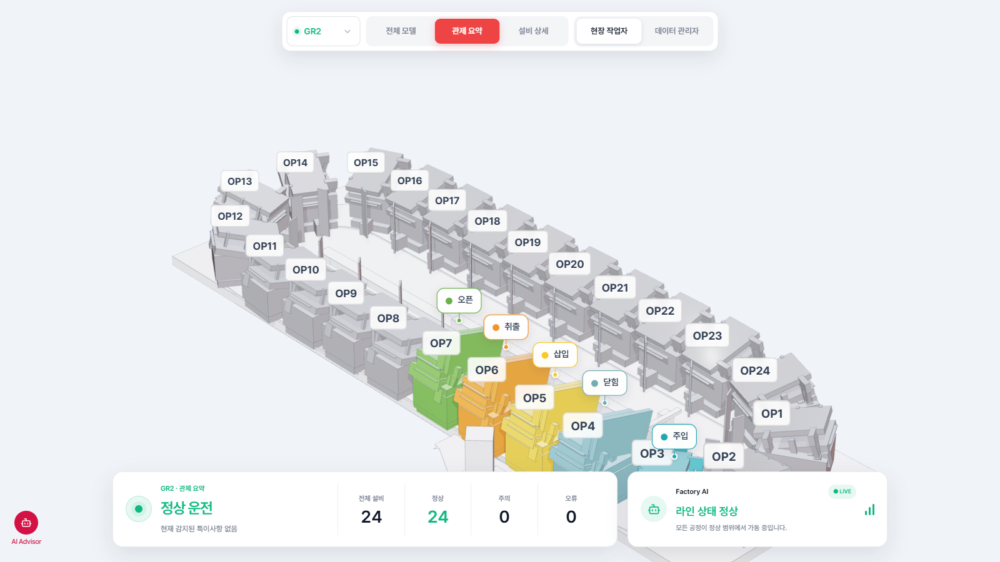 GR2
전체 모델
관제 요약
설비 상세
현장 작업자
데이터 관리자
OP14
OP15
OP13
OP16
OP17
OP12
OP18
OP11
OP19
OP10
OP20
OP9
OP21
오픈
OP8
OP22
취출
OP7
OP23
삽입
OP6
OP24
닫힘
OP5
OP1
OP4
주입
OP3
OP2
GR2 · 관제 요약
정상 운전
현재 감지된 특이사항 없음
전체 설비
24
정상
24
주의
0
오류
0
Factory AI
LIVE
라인 상태 정상
모든 공정이 정상 범위에서 가동 중입니다.
AI Advisor